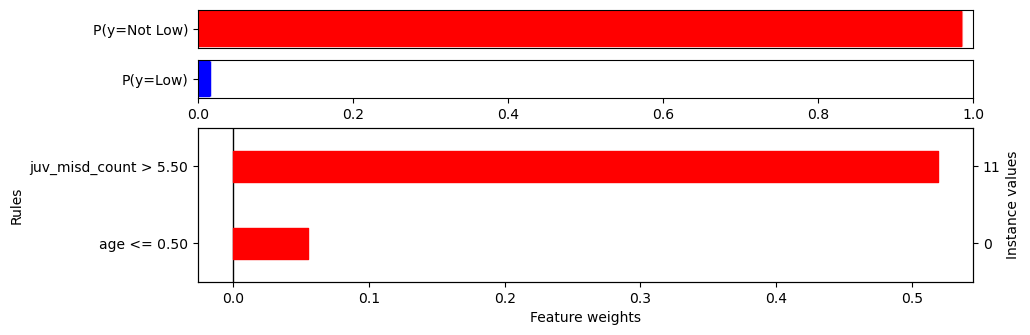 P(y=Not Low)
P(y=Low)
0.0 0.2 0.4 0.6 0.8 1.0
juv_misd_count > 5.50 11
age <= 0.50 0
Rules
Instance values
0.0 0.1 0.2 0.3 0.4 0.5
Feature weights